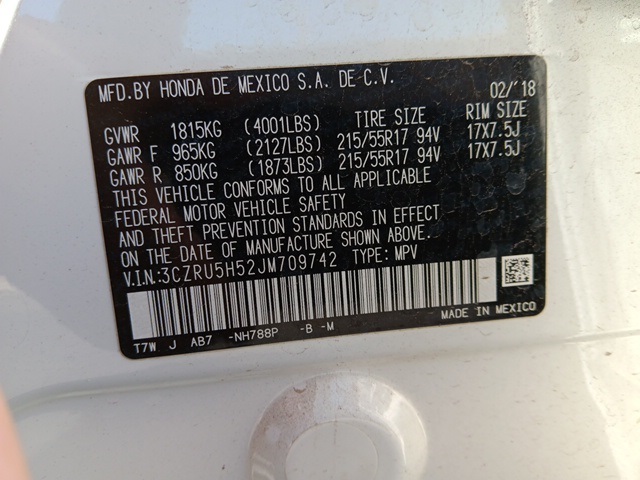 MFD.BY HONDA DE MEXICO S.A. DE C.V. 02/'18
GVWR 1815KG (4001LBS) TIRE SIZE RIM SIZE
GAWR F 965KG (2127LBS) 215/55R17 94V 17X7.5J
GAWR R 850KG (1873LBS) 215/55R17 94V 17X7.5J
THIS VEHICLE CONFORMS TO ALL APPLICABLE
FEDERAL MOTOR VEHICLE SAFETY
AND THEFT PREVENTION STANDARDS IN EFFECT
ON THE DATE OF MANUFACTURE SHOWN ABOVE.
V.I.N:3CZRU5H52JM709742 TYPE: MPV
T7W J AB7 -NH788P -B -M
MADE IN MEXICO